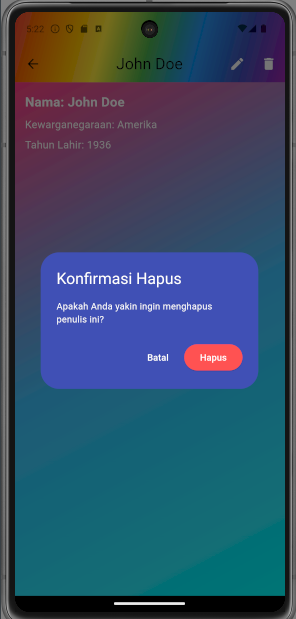 5:22
John Doe
Nama: John Doe
Kewarganegaraan: Amerika
Tahun Lahir: 1936
Konfirmasi Hapus
Apakah Anda yakin ingin menghapus
penulis ini?
Batal Hapus